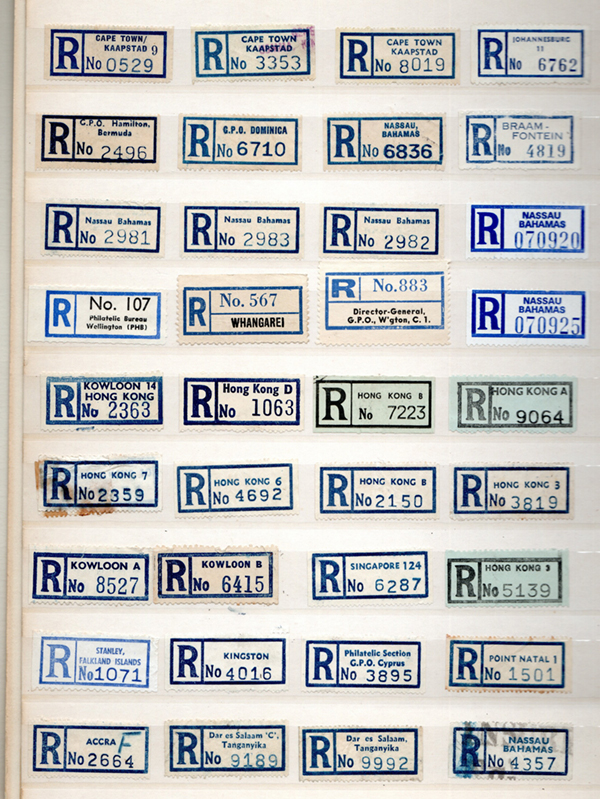 R CAPE TOWN/
KAAPSTAD 9
No 0529
R CAPE TOWN
KAAPSTAD
No 3353
R CAPE TOWN
KAAPSTAD
No 8019
R JOHANNESBURG
11
No 6762
R G.P.O. Hamilton,
Bermuda
No 2496
R G.P.O. DOMINICA
No 6710
R NASSAU,
BAHAMAS
No 6836
R BRAAM-
FONTEIN
No 4819
R Nassau Bahamas
No 2981
R Nassau Bahamas
No 2983
R Nassau Bahamas
No 2982
R NASSAU
BAHAMAS
070920
R No. 107
Philatelic Bureau
Wellington (PHB)
R No. 567
WHANGAREI
R No. 883
Director-General,
G.P.O., W'gton, C. 1.
R NASSAU
BAHAMAS
070925
R KOWLOON 14
HONG KONG
No 2363
R Hong Kong D
No 1063
R HONG KONG B
No 7223
R HONG KONG A
No 9064
R HONG KONG 7
No 2359
R HONG KONG 6
No 4692
R HONG KONG B
No 2150
R HONG KONG 3
No 3819
R KOWLOON A
No 8527
R KOWLOON B
No 6415
R SINGAPORE 124
No 6287
R HONG KONG 3
No 5139
R STANLEY,
FALKLAND ISLANDS
No 1071
R KINGSTON
No 4016
R Philatelic Section
G.P.O. Cyprus
No 3895
R POINT NATAL 1
No 1501
R ACCRA F
No 2664
R Dar es Salaam 'C',
Tanganyika
No 9189
R Dar es Salaam,
Tanganyika
No 9992
R NASSAU
BAHAMAS
No 4357